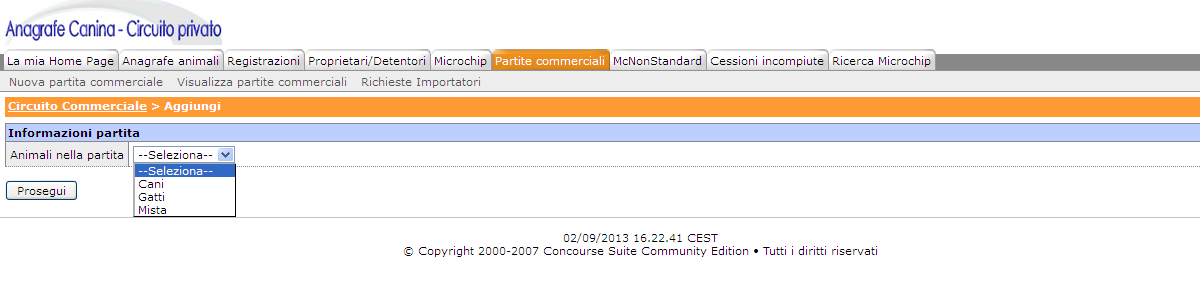 Anagrafe Canina - Circuito privato
La mia Home Page Anagrafe animali Registrazioni Proprietari/Detentori Microchip Partite commerciali McNonStandard Cessioni incompiute Ricerca Microchip
Nuova partita commerciale Visualizza partite commerciali Richieste Importatori
Circuito Commerciale > Aggiungi
Informazioni partita
Animali nella partita --Seleziona--
--Seleziona--
Cani
Gatti
Mista
Prosegui
02/09/2013 16.22.41 CEST
© Copyright 2000-2007 Concourse Suite Community Edition • Tutti i diritti riservati